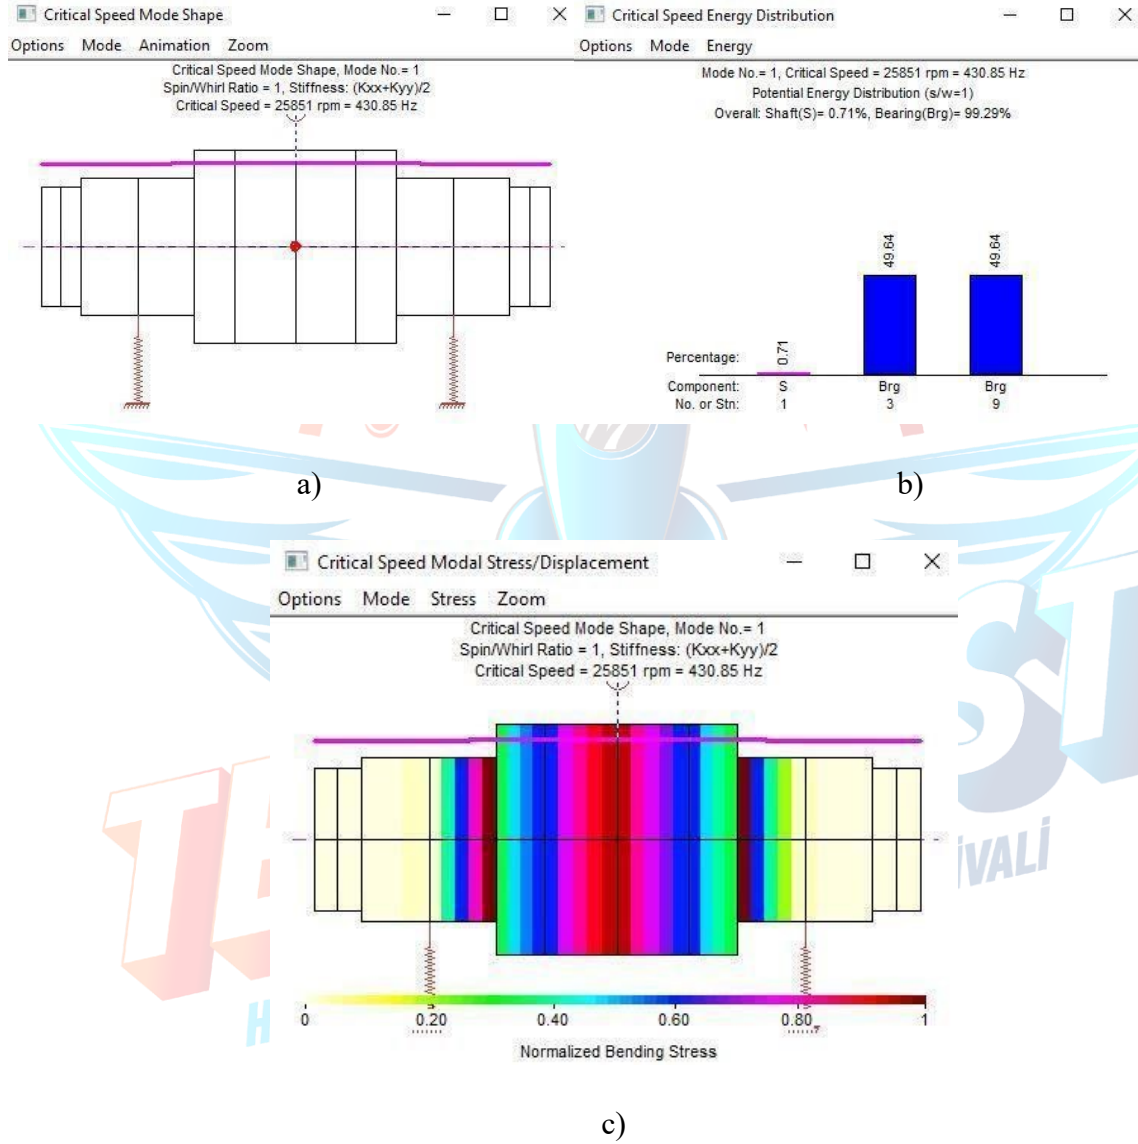 Critical Speed Mode Shape
Options Mode Animation Zoom
Critical Speed Mode Shape, Mode No.= 1
Spin/Whirl Ratio = 1, Stiffness: (Kxx+Kyy)/2
Critical Speed = 25851 rpm = 430.85 Hz
a)
Critical Speed Energy Distribution
Options Mode Energy
Mode No.= 1, Critical Speed = 25851 rpm = 430.85 Hz
Potential Energy Distribution (s/w=1)
Overall: Shaft(S)= 0.71%, Bearing(Brg)= 99.29%
0.71 49.64 49.64
Percentage:
Component: S Brg Brg
No. or Stn: 1 3 9
b)
Critical Speed Modal Stress/Displacement
Options Mode Stress Zoom
Critical Speed Mode Shape, Mode No.= 1
Spin/Whirl Ratio = 1, Stiffness: (Kxx+Kyy)/2
Critical Speed = 25851 rpm = 430.85 Hz
0 0.20 0.40 0.60 0.80 1
Normalized Bending Stress
c)